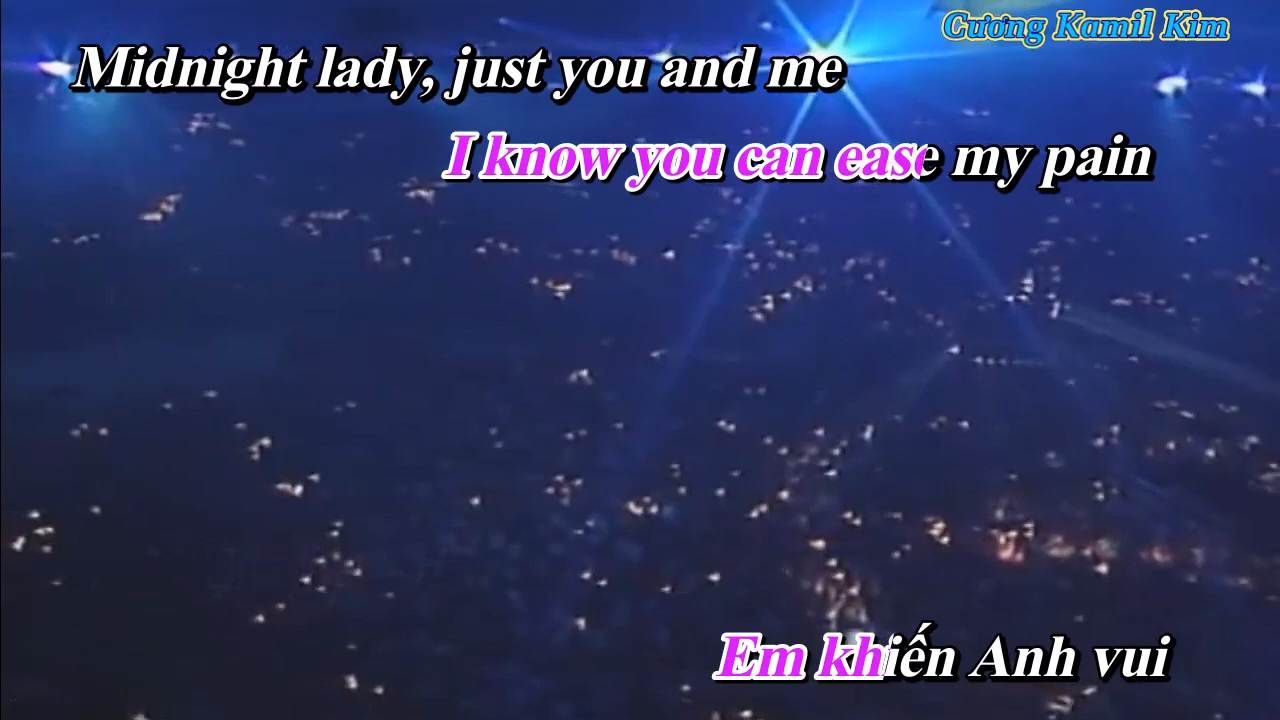 Cương Kamil Kim
Midnight lady, just you and me
I know you can ease my pain
Em khiến Anh vui